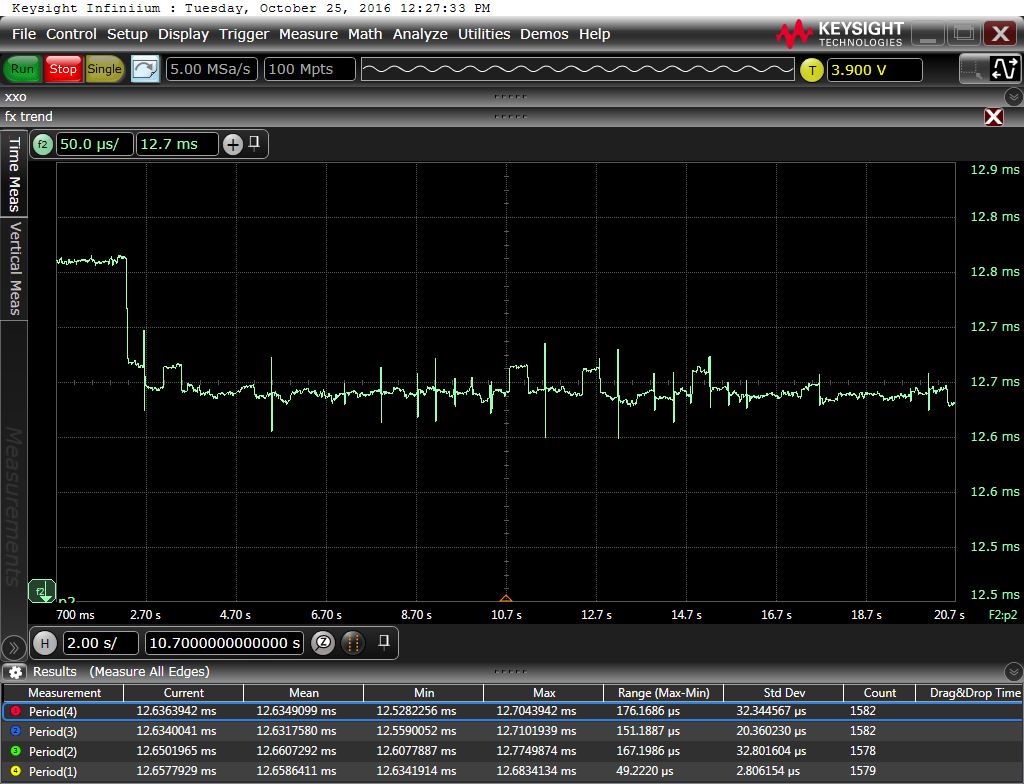 Keysight Infiniium : Tuesday, October 25, 2016 12:27:33 PM
File Control Setup Display Trigger Measure Math Analyze Utilities Demos Help
KEYSIGHT TECHNOLOGIES
Run Stop Single 5.00 MSa/s 100 Mpts T 3.900 V
xxo
fx trend
Time Meas
Vertical Meas
Measurements
f2 50.0 µs/ 12.7 ms
12.9 ms
12.8 ms
12.8 ms
12.7 ms
12.7 ms
12.6 ms
12.6 ms
12.5 ms
12.5 ms
f2
p2
700 ms 2.70 s 4.70 s 6.70 s 8.70 s 10.7 s 12.7 s 14.7 s 16.7 s 18.7 s 20.7 s F2:p2
H 2.00 s/ 10.7000000000000 s
Results (Measure All Edges)
Measurement Current Mean Min Max Range (Max-Min) Std Dev Count Drag&Drop Time
1 Period(4) 12.6363942 ms 12.6349099 ms 12.5282256 ms 12.7043942 ms 176.1686 µs 32.344567 µs 1582
2 Period(3) 12.6340041 ms 12.6317580 ms 12.5590052 ms 12.7101939 ms 151.1887 µs 20.360230 µs 1582
3 Period(2) 12.6501965 ms 12.6607292 ms 12.6077887 ms 12.7749874 ms 167.1986 µs 32.801604 µs 1578
4 Period(1) 12.6577929 ms 12.6586411 ms 12.6341914 ms 12.6834134 ms 49.2220 µs 2.806154 µs 1579